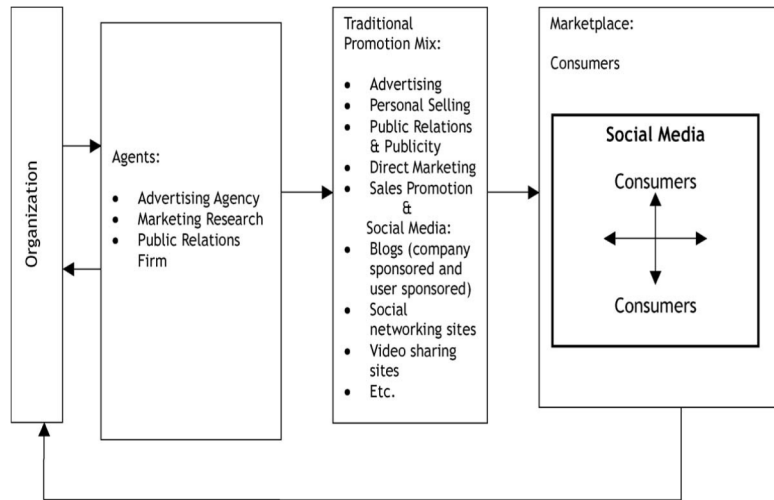 Organization
Agents:
● Advertising Agency
● Marketing Research
● Public Relations
Firm
Traditional
Promotion Mix:
● Advertising
● Personal Selling
● Public Relations
& Publicity
● Direct Marketing
● Sales Promotion
&
Social Media:
● Blogs (company
sponsored and
user sponsored)
● Social
networking sites
● Video sharing
sites
● Etc.
Marketplace:
Consumers
Social Media
Consumers
Consumers